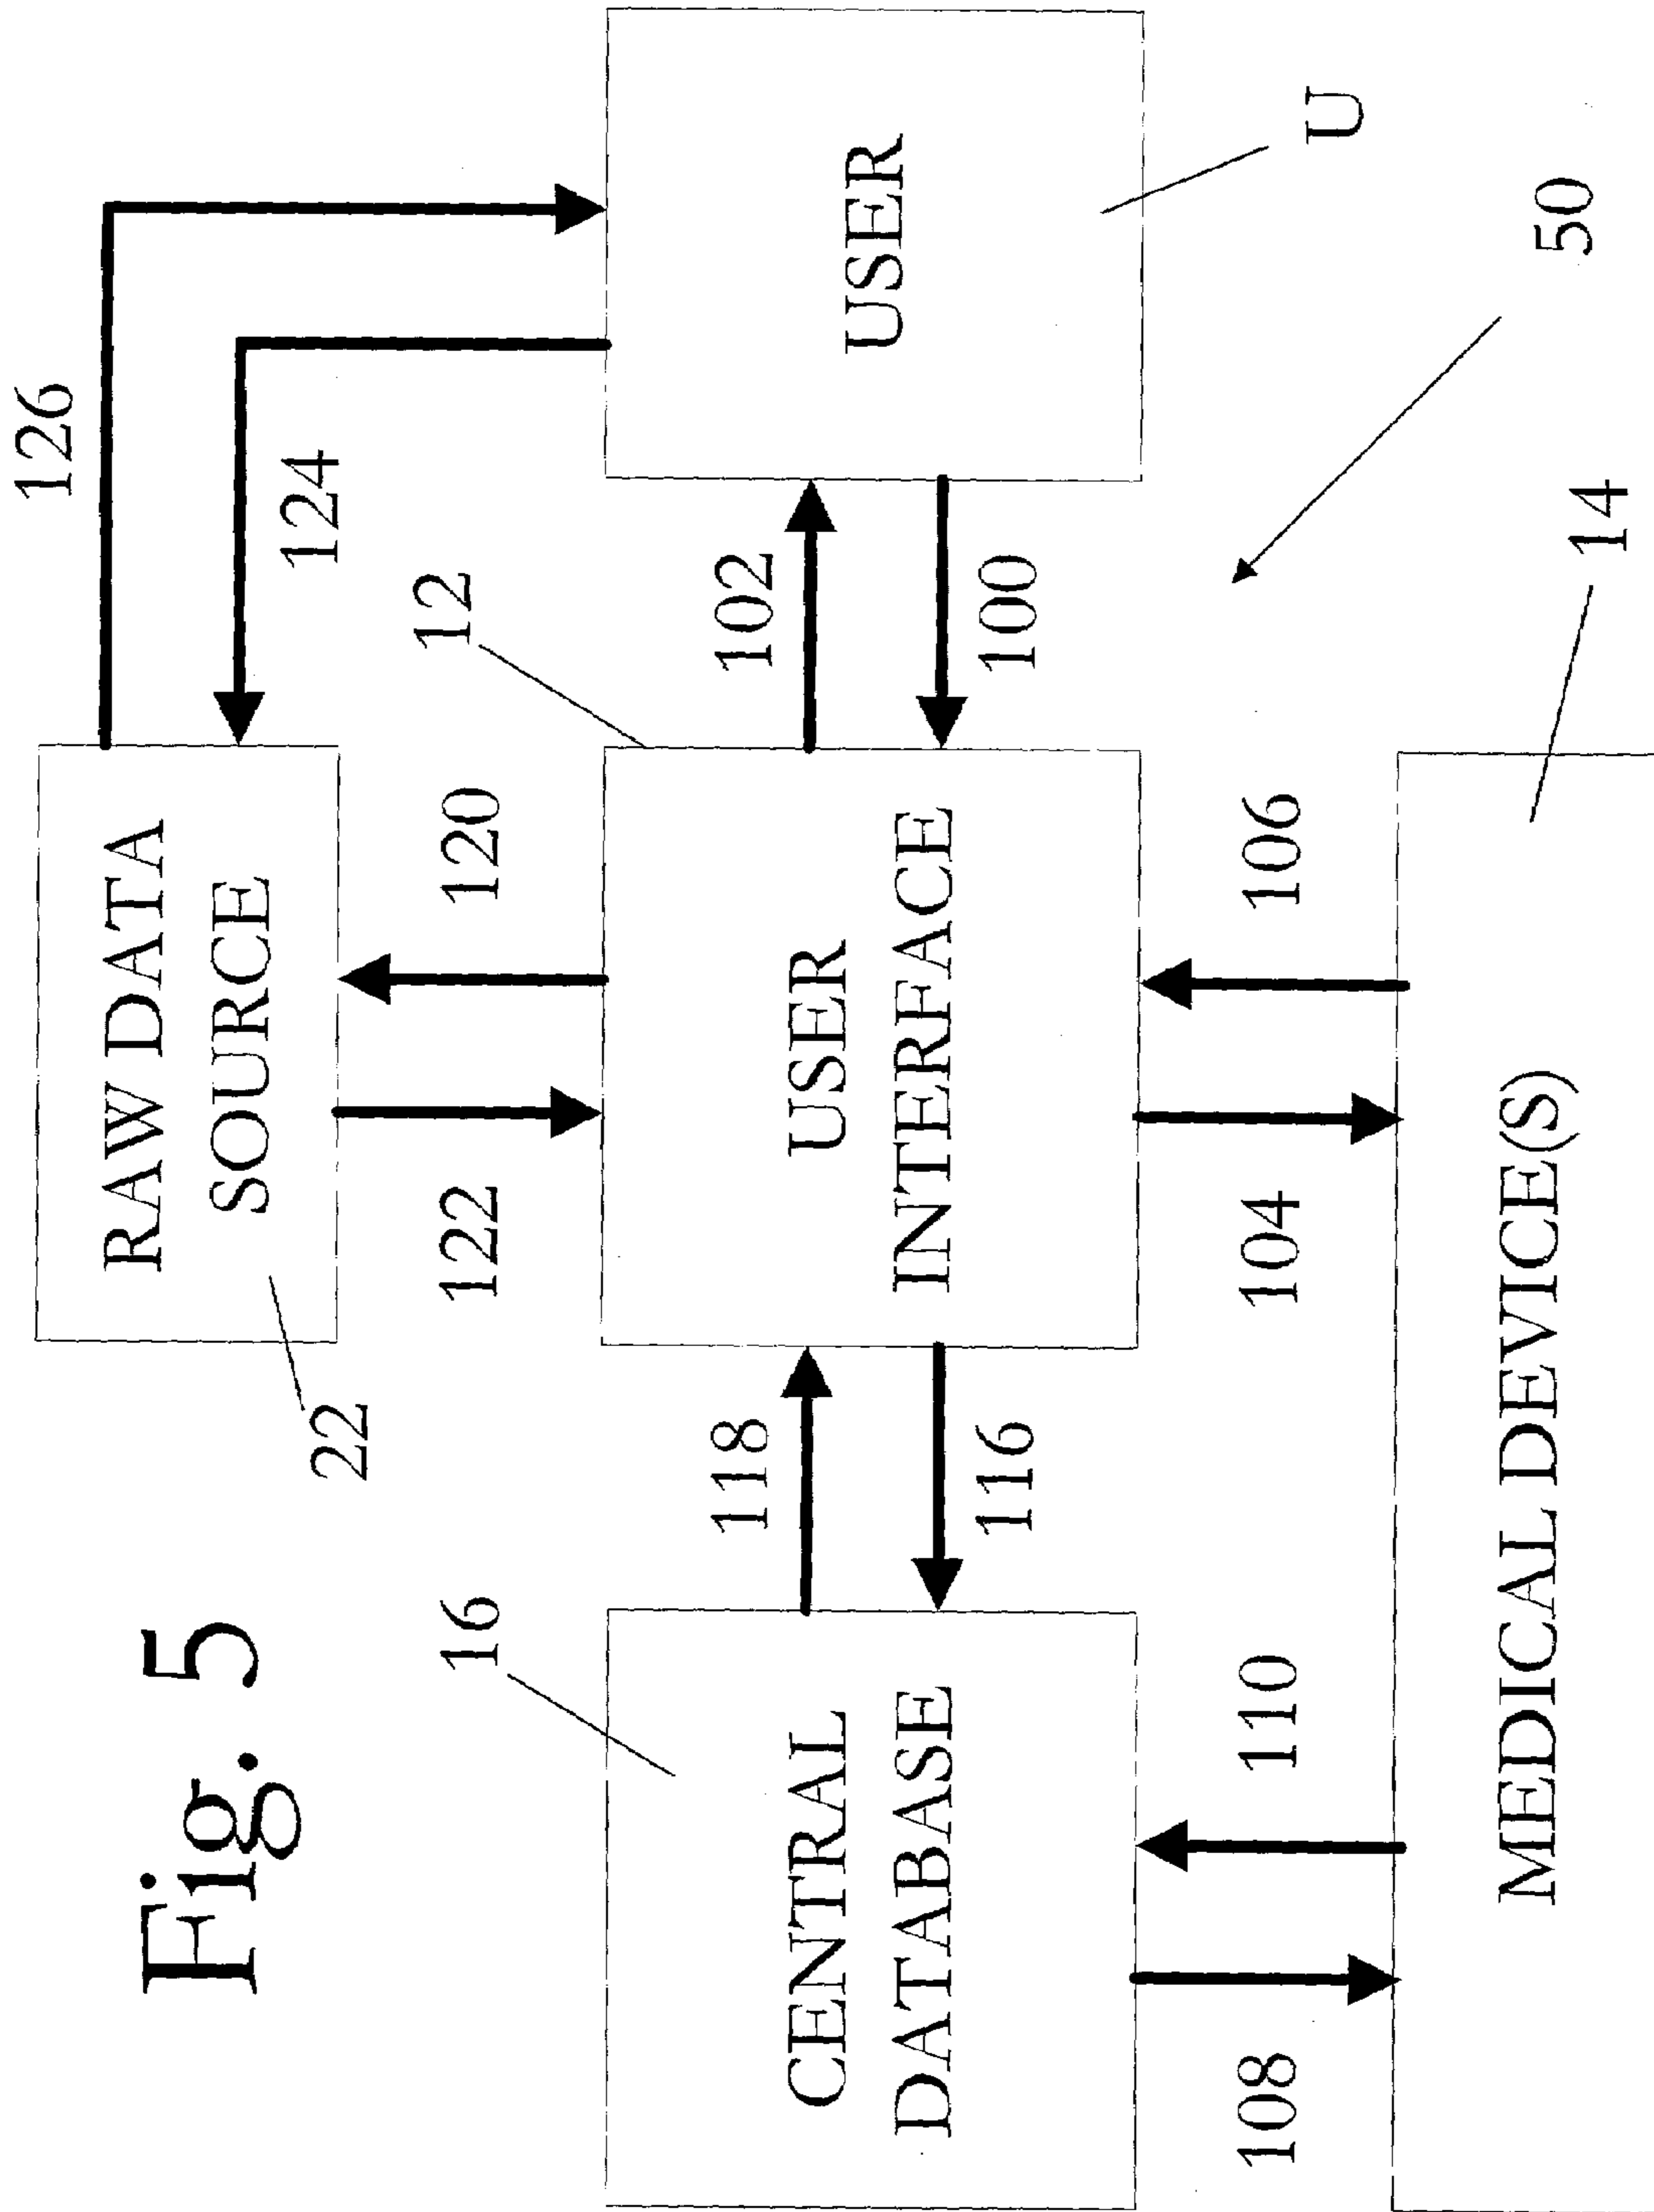 Fig. 5
126
RAW DATA
SOURCE
22
124
122
120
12
16
118
102
CENTRAL
DATABASE
USER
INTERFACE
USER
116
100
U
108
110
104
106
50
MEDICAL DEVICE(S)
14